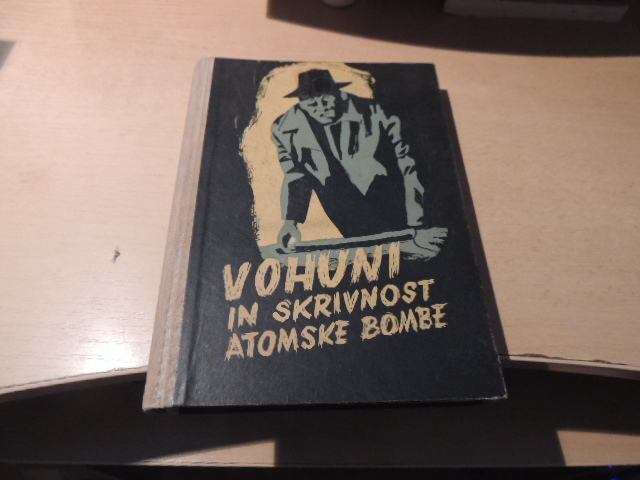 VOHUNI
IN SKRIVNOST
ATOMSKE BOMBE